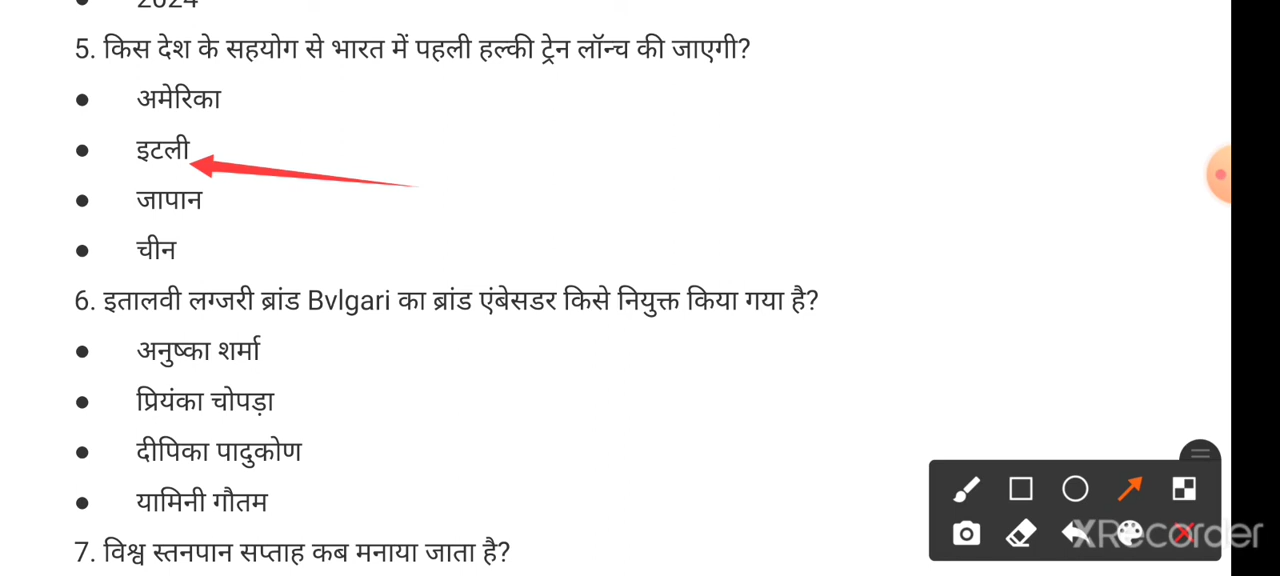 2024
5. किस देश के सहयोग से भारत में पहली हल्की ट्रेन लॉन्च की जाएगी?
● अमेरिका
● इटली
● जापान
● चीन
6. इतालवी लग्जरी ब्रांड Bvlgari का ब्रांड एंबेसडर किसे नियुक्त किया गया है?
● अनुष्का शर्मा
● प्रियंका चोपड़ा
● दीपिका पादुकोण
● यामिनी गौतम
7. विश्व स्तनपान सप्ताह कब मनाया जाता है?
XRecorder